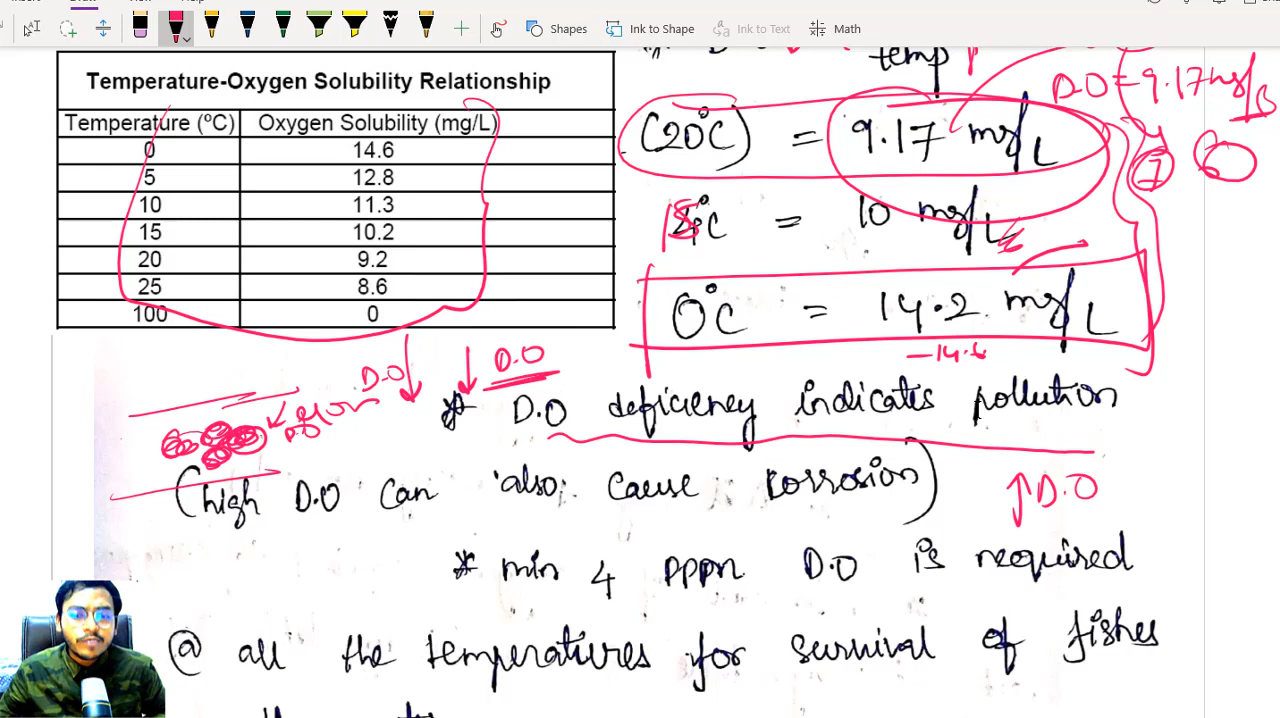 Shapes
Ink to Shape
Ink to Text
Math
temp
Temperature-Oxygen Solubility Relationship
Temperature (ºC) Oxygen Solubility (mg/L)
0 14.6
5 12.8
10 11.3
15 10.2
20 9.2
25 8.6
100 0
D.O = 9.17 mg/
(20°C) = 9.17 mg/L
°C = 10 mg/L
0°C = 14.2 mg/L
14.6
D.O
D.O
* D.O deficiency indicates pollution
D.O
(high D.O can also cause corrosion)
↑ D.O
* min 4 ppm D.O is required
@ all the temperatures for survival of fishes